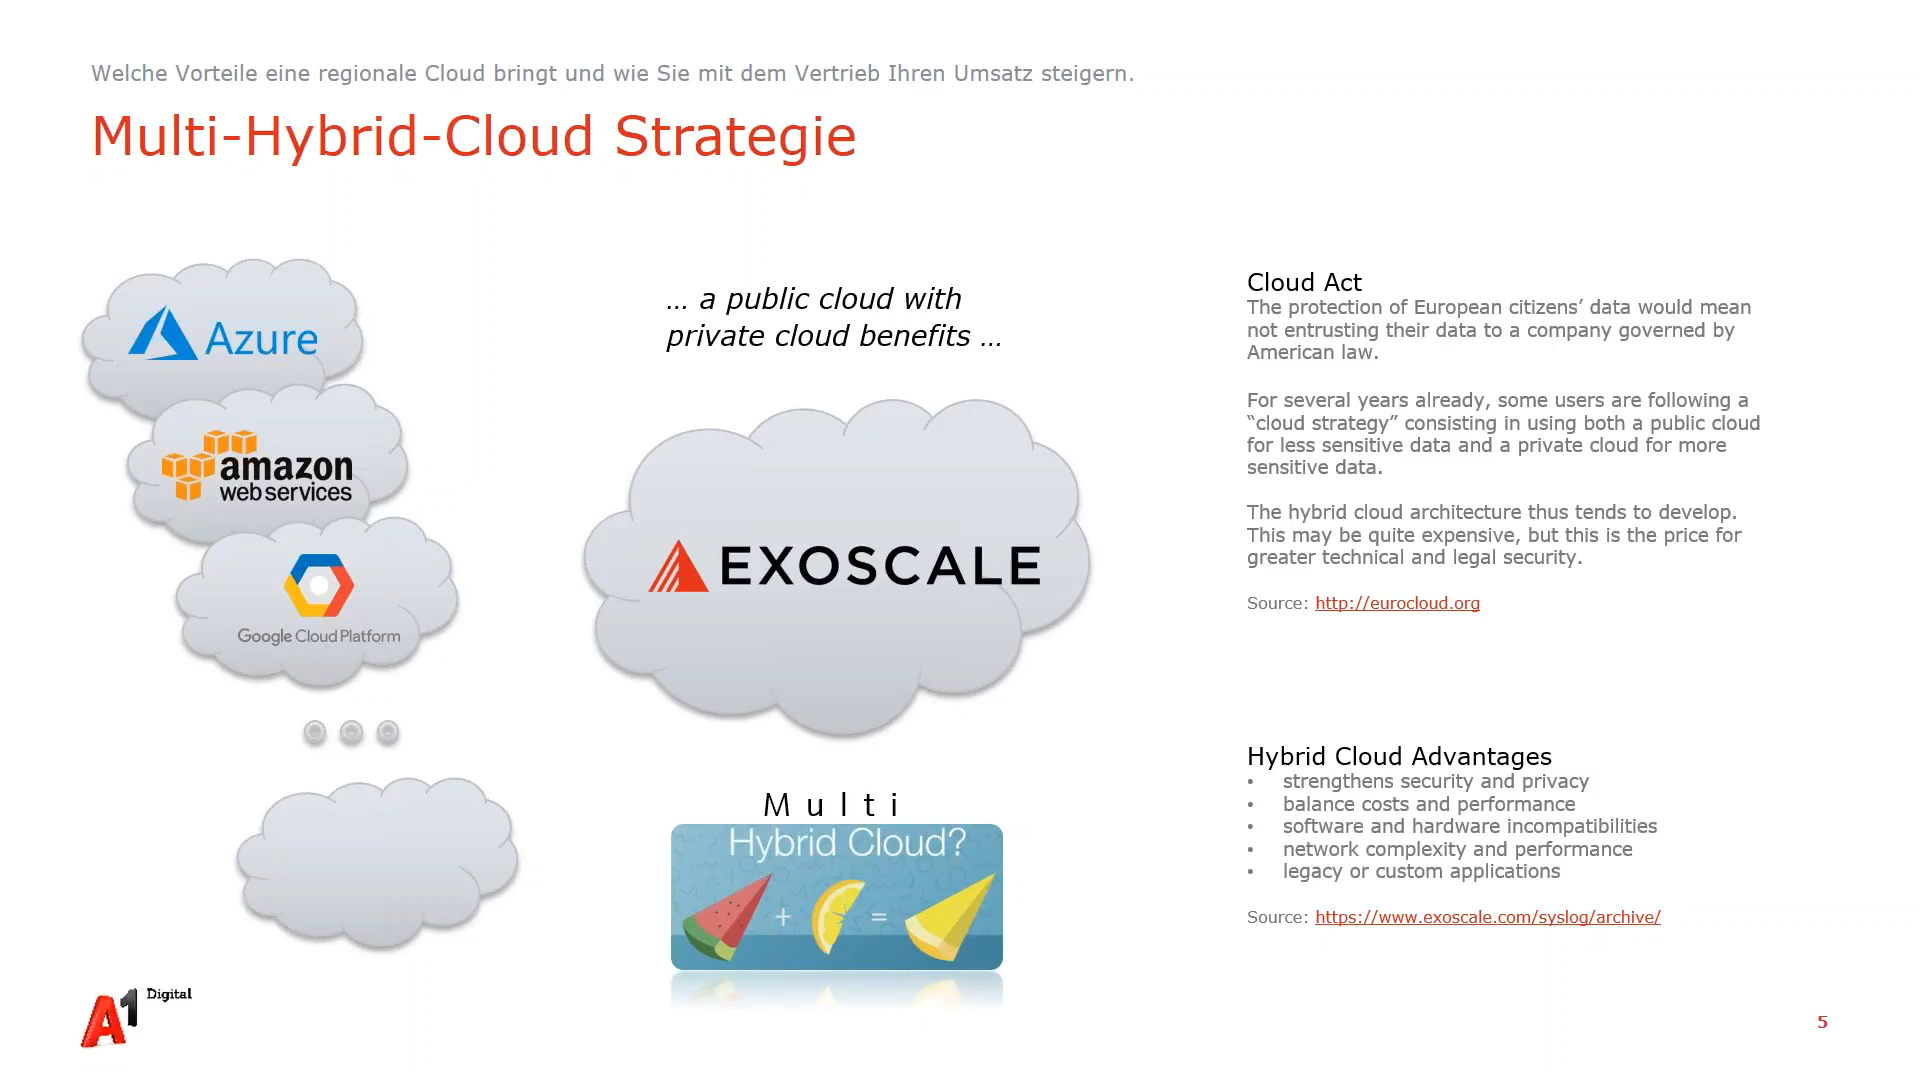 Welche Vorteile eine regionale Cloud bringt und wie Sie mit dem Vertrieb Ihren Umsatz steigern.
Multi-Hybrid-Cloud Strategie
Azure
amazon
web services
Google Cloud Platform
… a public cloud with
private cloud benefits …
EXOSCALE
Multi
Hybrid Cloud?
+ =
Cloud Act
The protection of European citizens’ data would mean
not entrusting their data to a company governed by
American law.
For several years already, some users are following a
“cloud strategy” consisting in using both a public cloud
for less sensitive data and a private cloud for more
sensitive data.
The hybrid cloud architecture thus tends to develop.
This may be quite expensive, but this is the price for
greater technical and legal security.
Source: http://eurocloud.org
Hybrid Cloud Advantages
• strengthens security and privacy
• balance costs and performance
• software and hardware incompatibilities
• network complexity and performance
• legacy or custom applications
Source: https://www.exoscale.com/syslog/archive/
A1 Digital
5